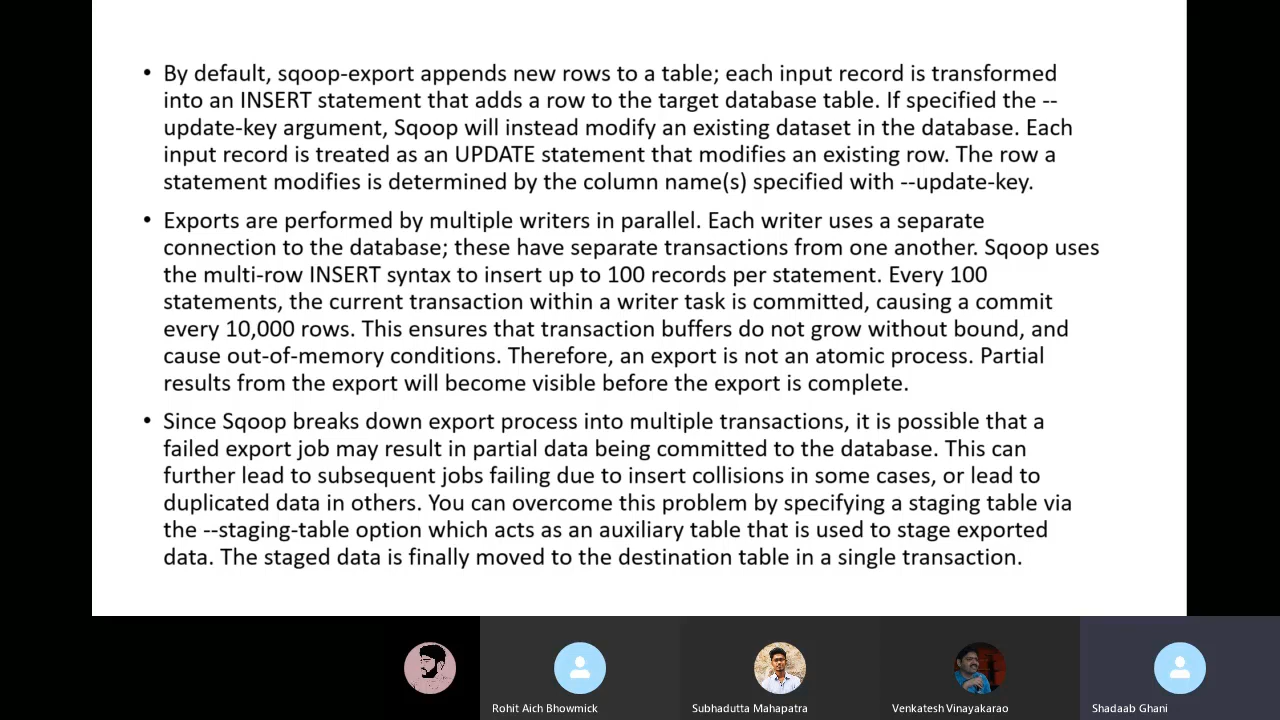 • By default, sqoop-export appends new rows to a table; each input record is transformed
into an INSERT statement that adds a row to the target database table. If specified the --
update-key argument, Sqoop will instead modify an existing dataset in the database. Each
input record is treated as an UPDATE statement that modifies an existing row. The row a
statement modifies is determined by the column name(s) specified with --update-key.
• Exports are performed by multiple writers in parallel. Each writer uses a separate
connection to the database; these have separate transactions from one another. Sqoop uses
the multi-row INSERT syntax to insert up to 100 records per statement. Every 100
statements, the current transaction within a writer task is committed, causing a commit
every 10,000 rows. This ensures that transaction buffers do not grow without bound, and
cause out-of-memory conditions. Therefore, an export is not an atomic process. Partial
results from the export will become visible before the export is complete.
• Since Sqoop breaks down export process into multiple transactions, it is possible that a
failed export job may result in partial data being committed to the database. This can
further lead to subsequent jobs failing due to insert collisions in some cases, or lead to
duplicated data in others. You can overcome this problem by specifying a staging table via
the --staging-table option which acts as an auxiliary table that is used to stage exported
data. The staged data is finally moved to the destination table in a single transaction.
Rohit Aich Bhowmick
Subhadutta Mahapatra
Venkatesh Vinayakarao
Shadaab Ghani